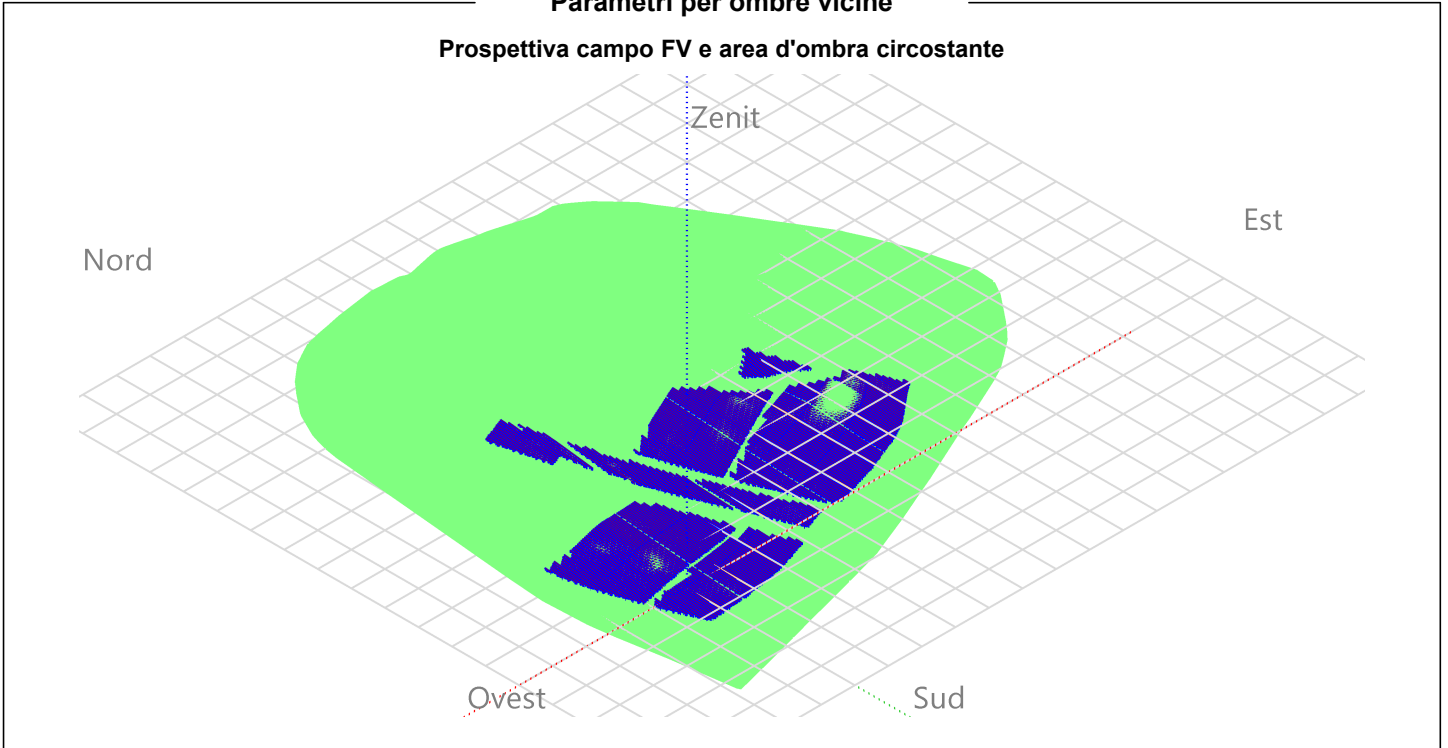 Parametri per ombre vicine
Prospettiva campo FV e area d'ombra circostante
Zenit
Est
Nord
Ovest
Sud